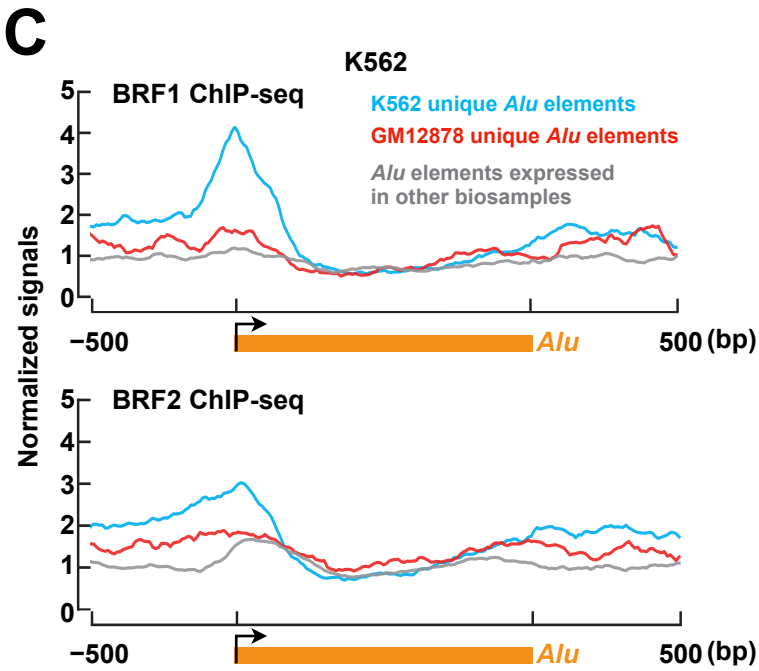 C
K562
BRF1 ChIP-seq
K562 unique Alu elements
GM12878 unique Alu elements
Alu elements expressed
in other biosamples
Normalized signals
5
4
3
2
1
0
−500
Alu
500 (bp)
BRF2 ChIP-seq
5
4
3
2
1
0
−500
Alu
500 (bp)